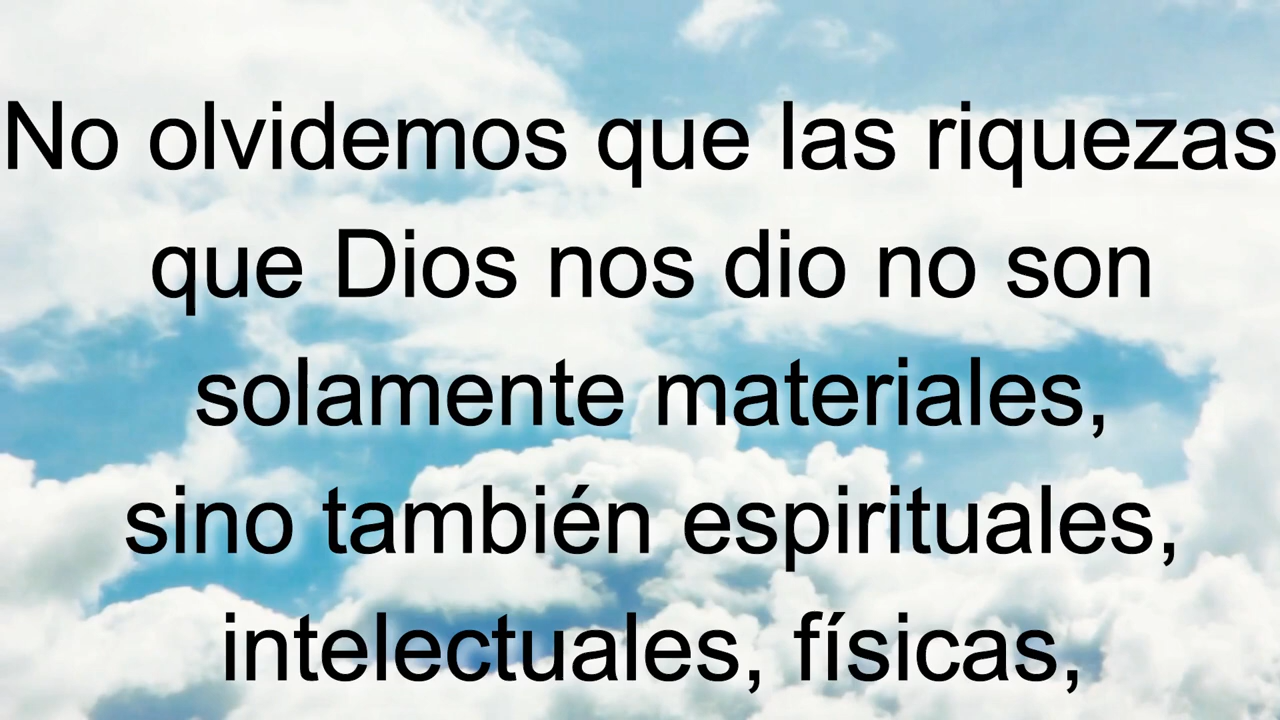 No olvidemos que las riquezas
que Dios nos dio no son
solamente materiales,
sino también espirituales,
intelectuales, físicas,